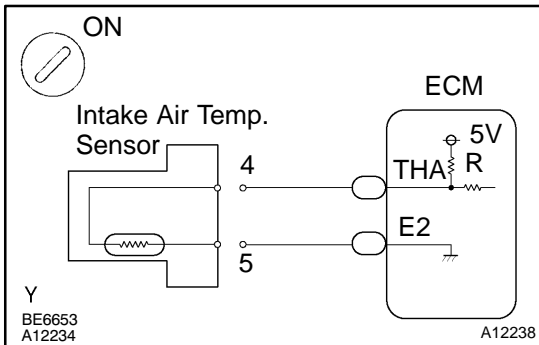 ON
Intake Air Temp.
Sensor
4
5
ECM
5V
THA
R
E2
Y
BE6653
A12234
A12238